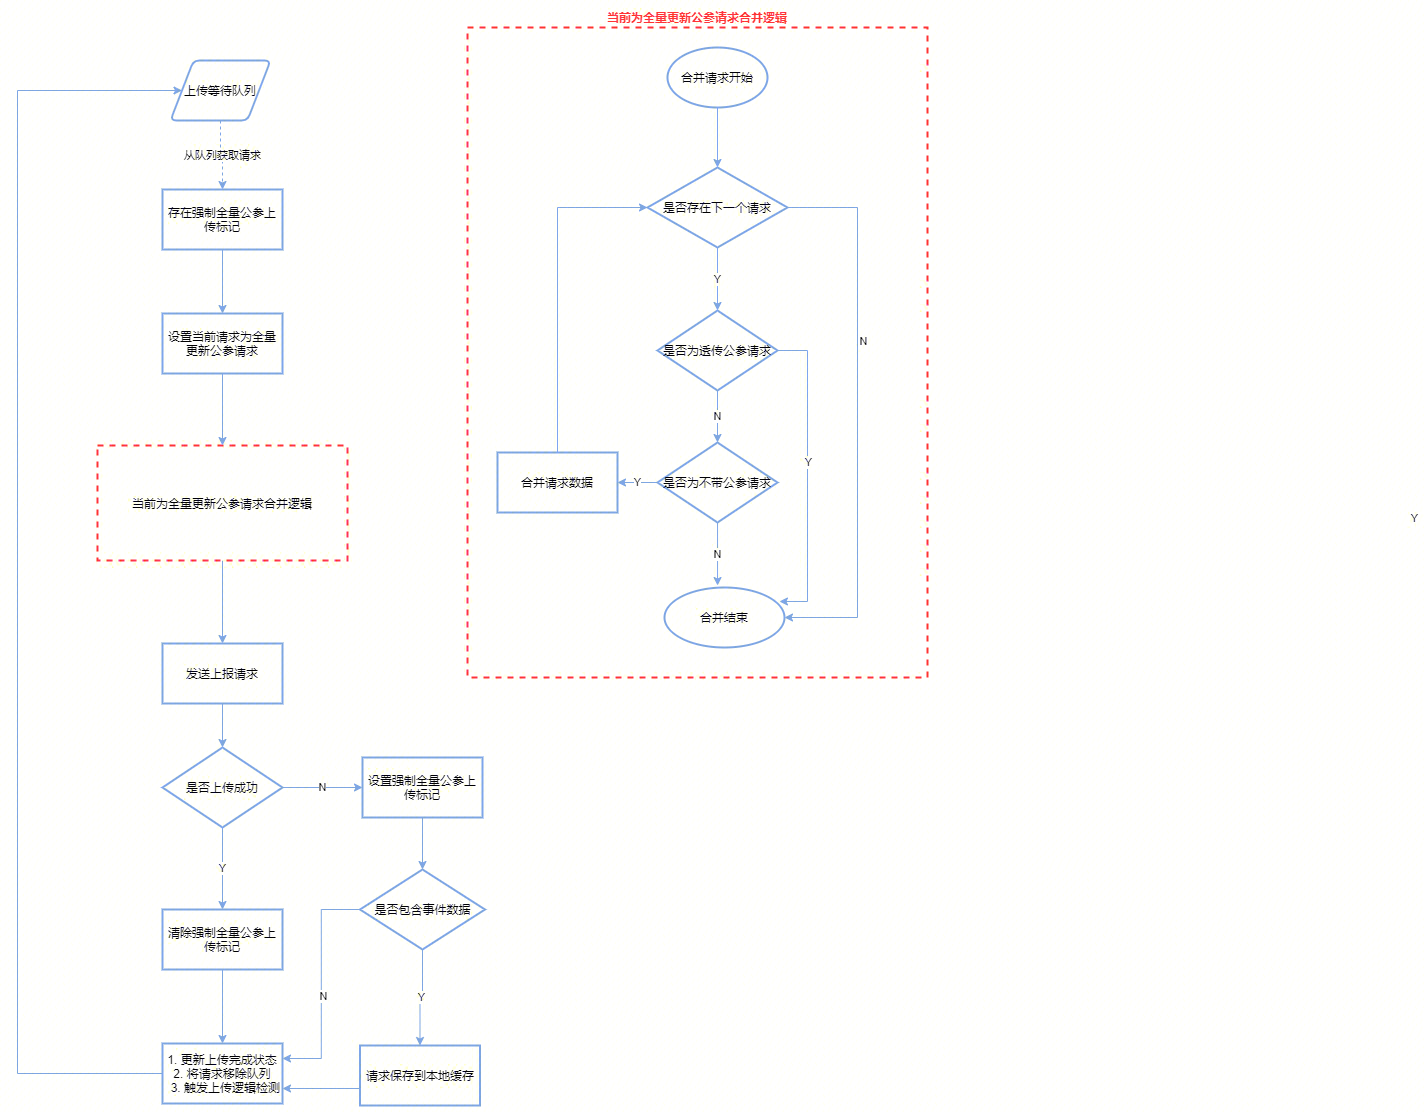 当前为全量更新公参请求合并逻辑
合并请求开始
是否存在下一个请求
Y
N
是否为透传公参请求
N
Y
合并请求数据
Y
是否为不带公参请求
N
合并结束
Y
上传等待队列
从队列获取请求
存在强制全量公参上
传标记
设置当前请求为全量
更新公参请求
当前为全量更新公参请求合并逻辑
发送上报请求
是否上传成功
N
设置强制全量公参上
传标记
Y
是否包含事件数据
清除强制全量公参上
传标记
N
Y
1. 更新上传完成状态
2. 将请求移除队列
3. 触发上传逻辑检测
请求保存到本地缓存